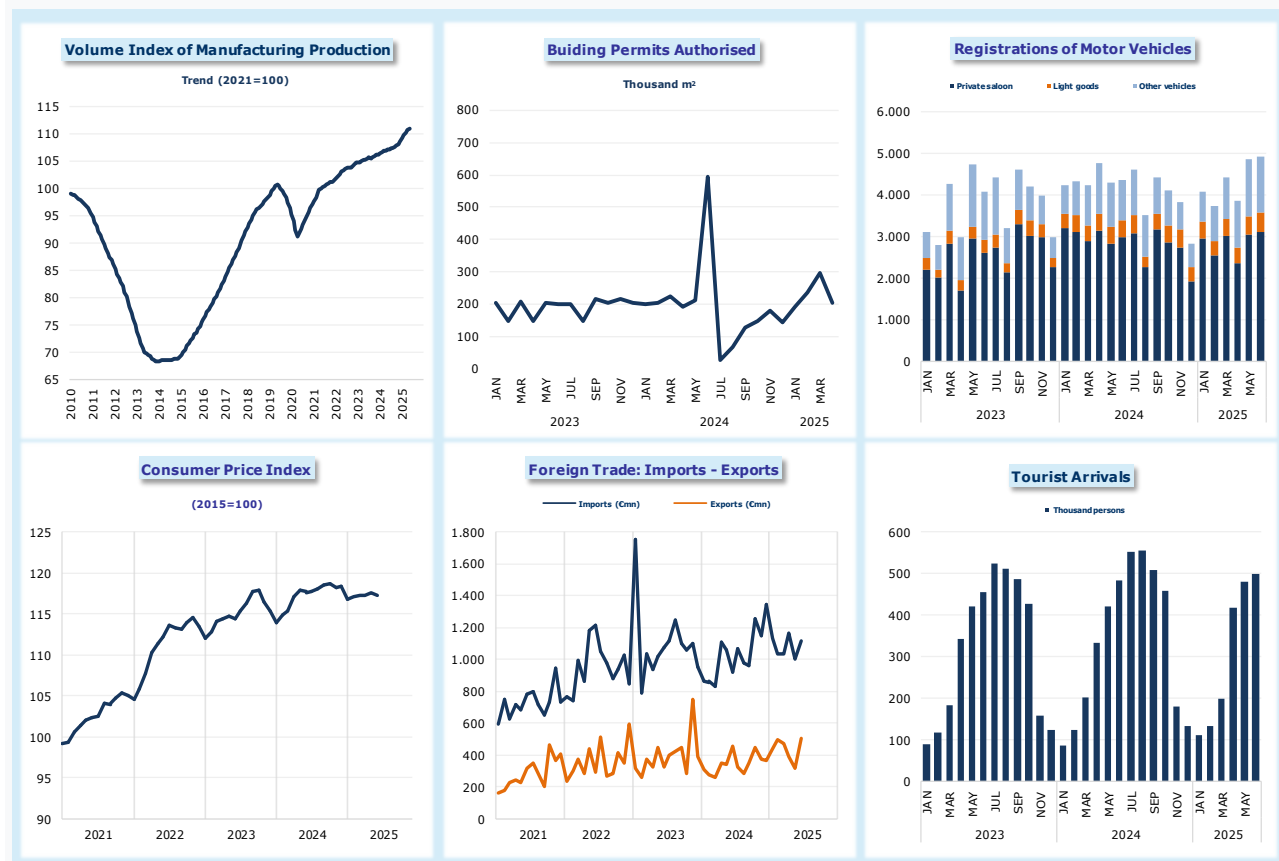 Volume Index of Manufacturing Production
Trend (2021=100)
115
110
105
100
95
90
85
80
75
70
65
2010
2011
2012
2013
2014
2015
2016
2017
2018
2019
2020
2021
2022
2023
2024
2025
Buiding Permits Authorised
Thousand m²
800
700
600
500
400
300
200
100
0
JAN
MAR
MAY
JUL
SEP
NOV
JAN
MAR
MAY
JUL
SEP
NOV
JAN
MAR
2023
2024
2025
Registrations of Motor Vehicles
Private saloon
Light goods
Other vehicles
6.000
5.000
4.000
3.000
2.000
1.000
0
JAN
MAR
MAY
JUL
SEP
NOV
JAN
MAR
MAY
JUL
SEP
NOV
JAN
MAR
MAY
2023
2024
2025
Consumer Price Index
(2015=100)
125
120
115
110
105
100
95
90
2021
2022
2023
2024
2025
Foreign Trade: Imports - Exports
Imports (€mn)
Exports (€mn)
1.800
1.600
1.400
1.200
1.000
800
600
400
200
0
2021
2022
2023
2024
2025
Tourist Arrivals
Thousand persons
600
500
400
300
200
100
0
JAN
MAR
MAY
JUL
SEP
NOV
JAN
MAR
MAY
JUL
SEP
NOV
JAN
MAR
MAY
2023
2024
2025